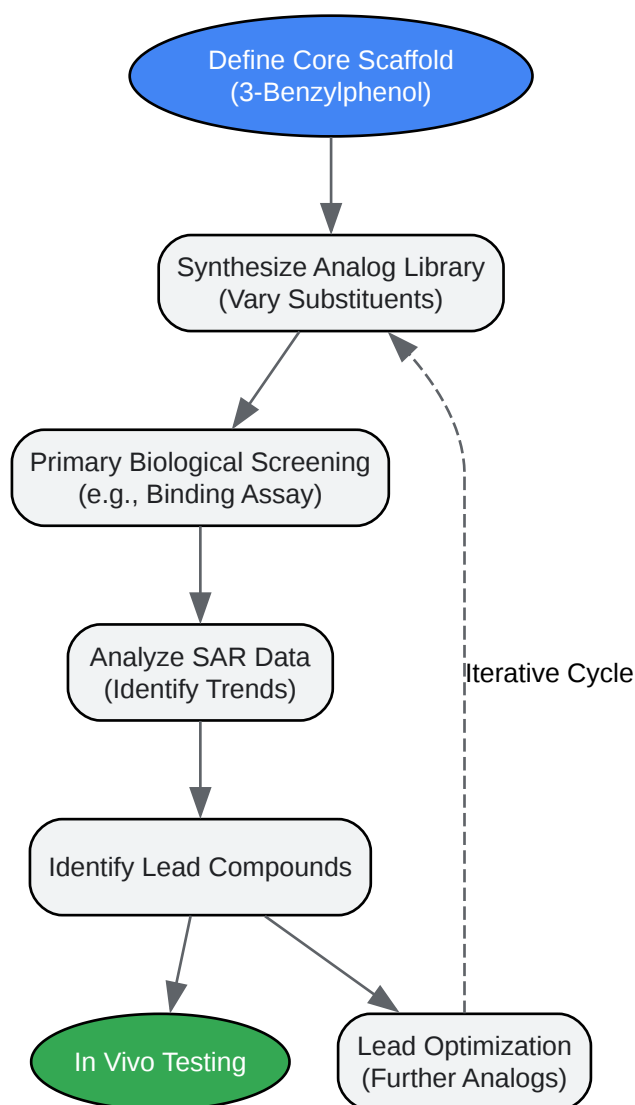 Define Core Scaffold
(3-Benzylphenol)
Synthesize Analog Library
(Vary Substituents)
Primary Biological Screening
(e.g., Binding Assay)
Analyze SAR Data
(Identify Trends)
Iterative Cycle
Identify Lead Compounds
In Vivo Testing
Lead Optimization
(Further Analogs)